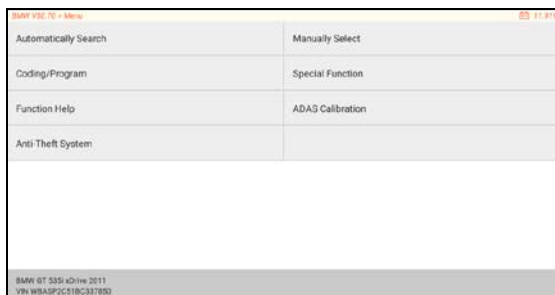 BMW V50.70 > Menu
Automatically Search
Manually Select
Coding/Program
Special Function
Function Help
ADAS Calibration
Anti-Theft System
BMW GT 535i xDrive 2011
VIN WBASP2C51BC337850